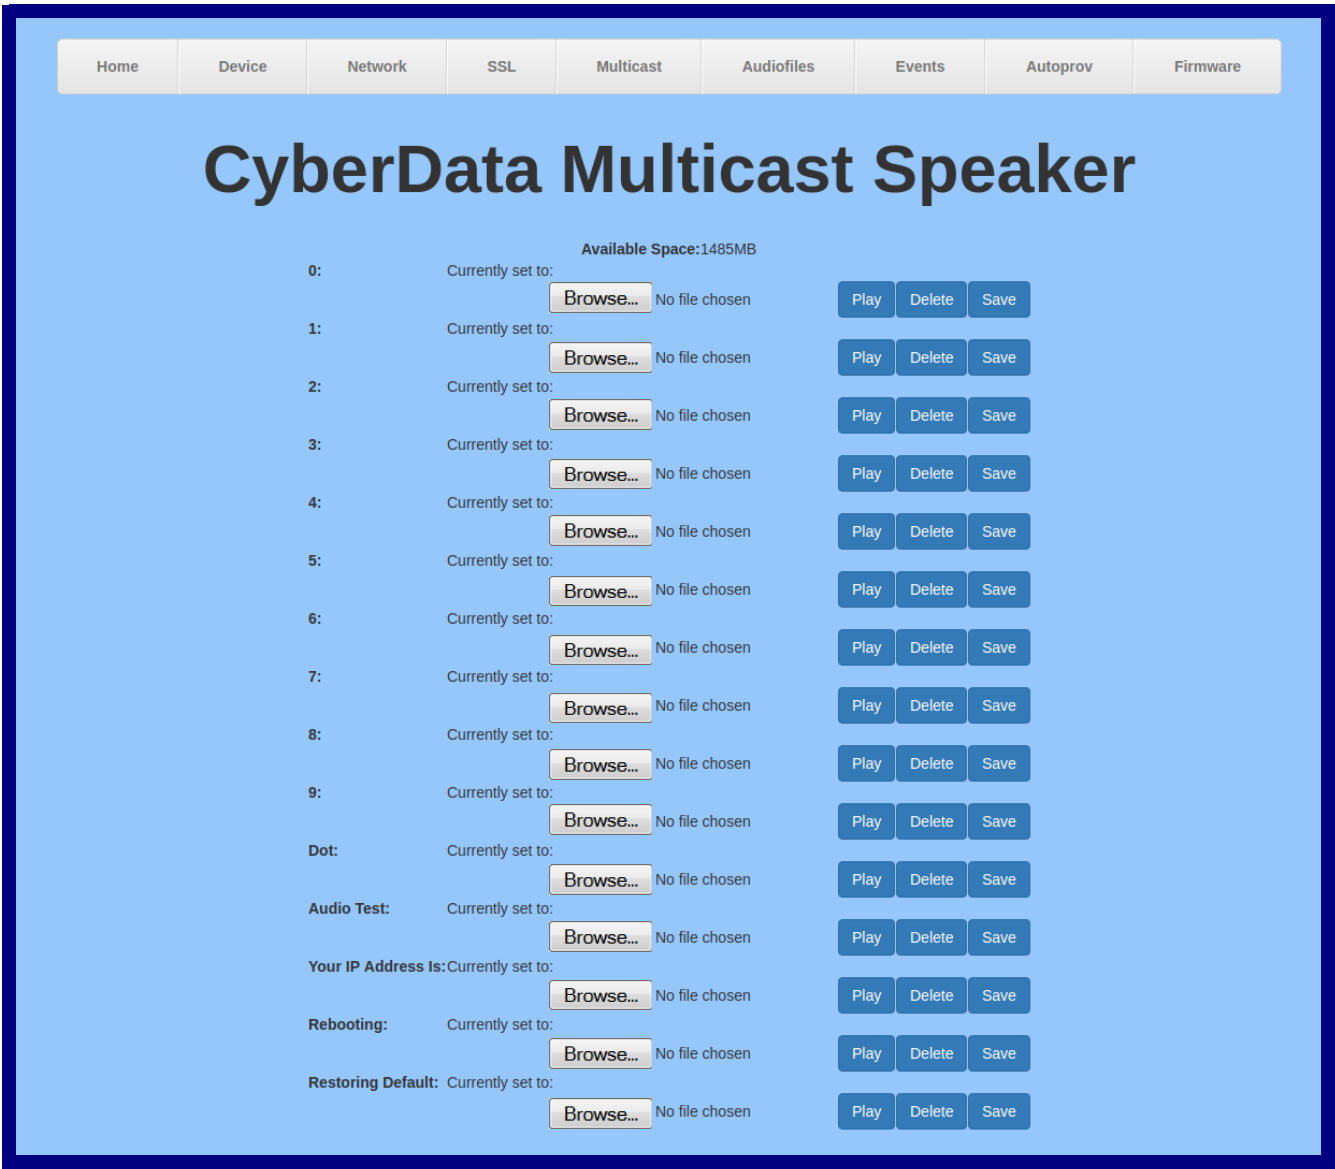 Home Device Network SSL Multicast Audiofiles Events Autoprov Firmware
CyberData Multicast Speaker
Available Space:1485MB
0: Currently set to:
Browse... No file chosen Play Delete Save
1: Currently set to:
Browse... No file chosen Play Delete Save
2: Currently set to:
Browse... No file chosen Play Delete Save
3: Currently set to:
Browse... No file chosen Play Delete Save
4: Currently set to:
Browse... No file chosen Play Delete Save
5: Currently set to:
Browse... No file chosen Play Delete Save
6: Currently set to:
Browse... No file chosen Play Delete Save
7: Currently set to:
Browse... No file chosen Play Delete Save
8: Currently set to:
Browse... No file chosen Play Delete Save
9: Currently set to:
Browse... No file chosen Play Delete Save
Dot: Currently set to:
Browse... No file chosen Play Delete Save
Audio Test: Currently set to:
Browse... No file chosen Play Delete Save
Your IP Address Is: Currently set to:
Browse... No file chosen Play Delete Save
Rebooting: Currently set to:
Browse... No file chosen Play Delete Save
Restoring Default: Currently set to:
Browse... No file chosen Play Delete Save